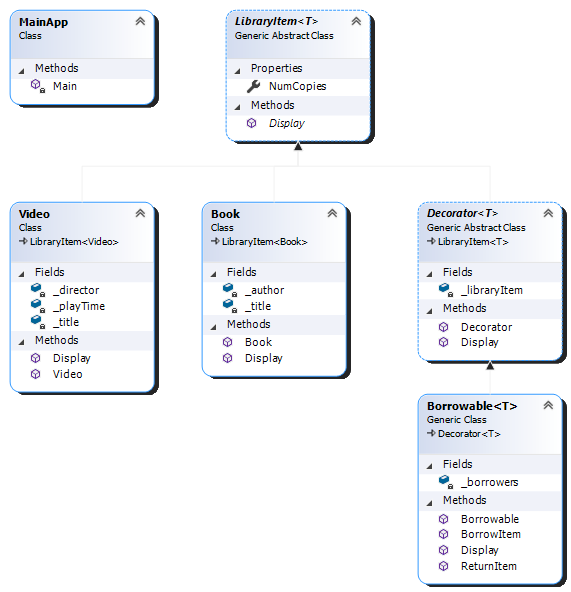 MainApp
Class
Methods
Main
LibraryItem<T>
Generic Abstract Class
Properties
NumCopies
Methods
Display
Video
Class
LibraryItem<Video>
Fields
_director
_playTime
_title
Methods
Display
Video
Book
Class
LibraryItem<Book>
Fields
_author
_title
Methods
Book
Display
Decorator<T>
Generic Abstract Class
LibraryItem<T>
Fields
_libraryItem
Methods
Decorator
Display
Borrowable<T>
Generic Class
Decorator<T>
Fields
_borrowers
Methods
Borrowable
BorrowItem
Display
ReturnItem